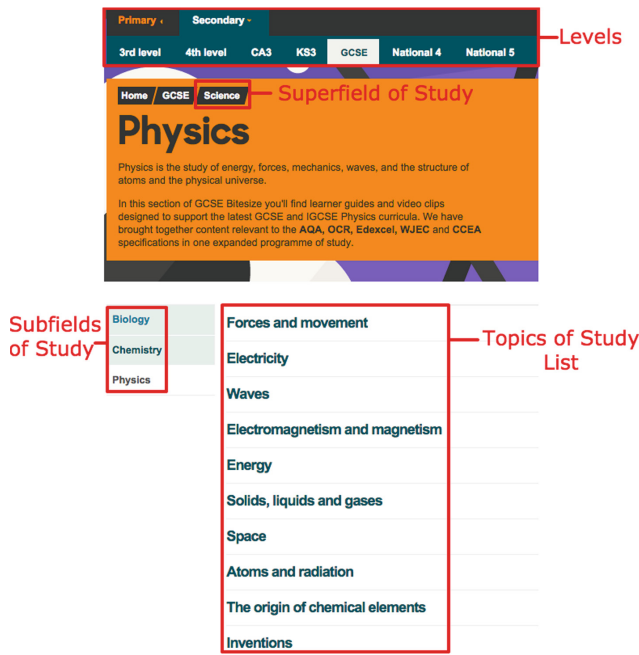 Primary Secondary
3rd level 4th level CA3 KS3 GCSE National 4 National 5
Levels
Home GCSE Science
Superfield of Study
Physics
Physics is the study of energy, forces, mechanics, waves, and the structure of
atoms and the physical universe.
In this section of GCSE Bitesize you'll find learner guides and video clips
designed to support the latest GCSE and IGCSE Physics curricula. We have
brought together content relevant to the AQA, OCR, Edexcel, WJEC and CCEA
specifications in one expanded programme of study.
Subfields
of Study
Biology
Chemistry
Physics
Forces and movement
Electricity
Waves
Electromagnetism and magnetism
Energy
Solids, liquids and gases
Space
Atoms and radiation
The origin of chemical elements
Inventions
Topics of Study
List